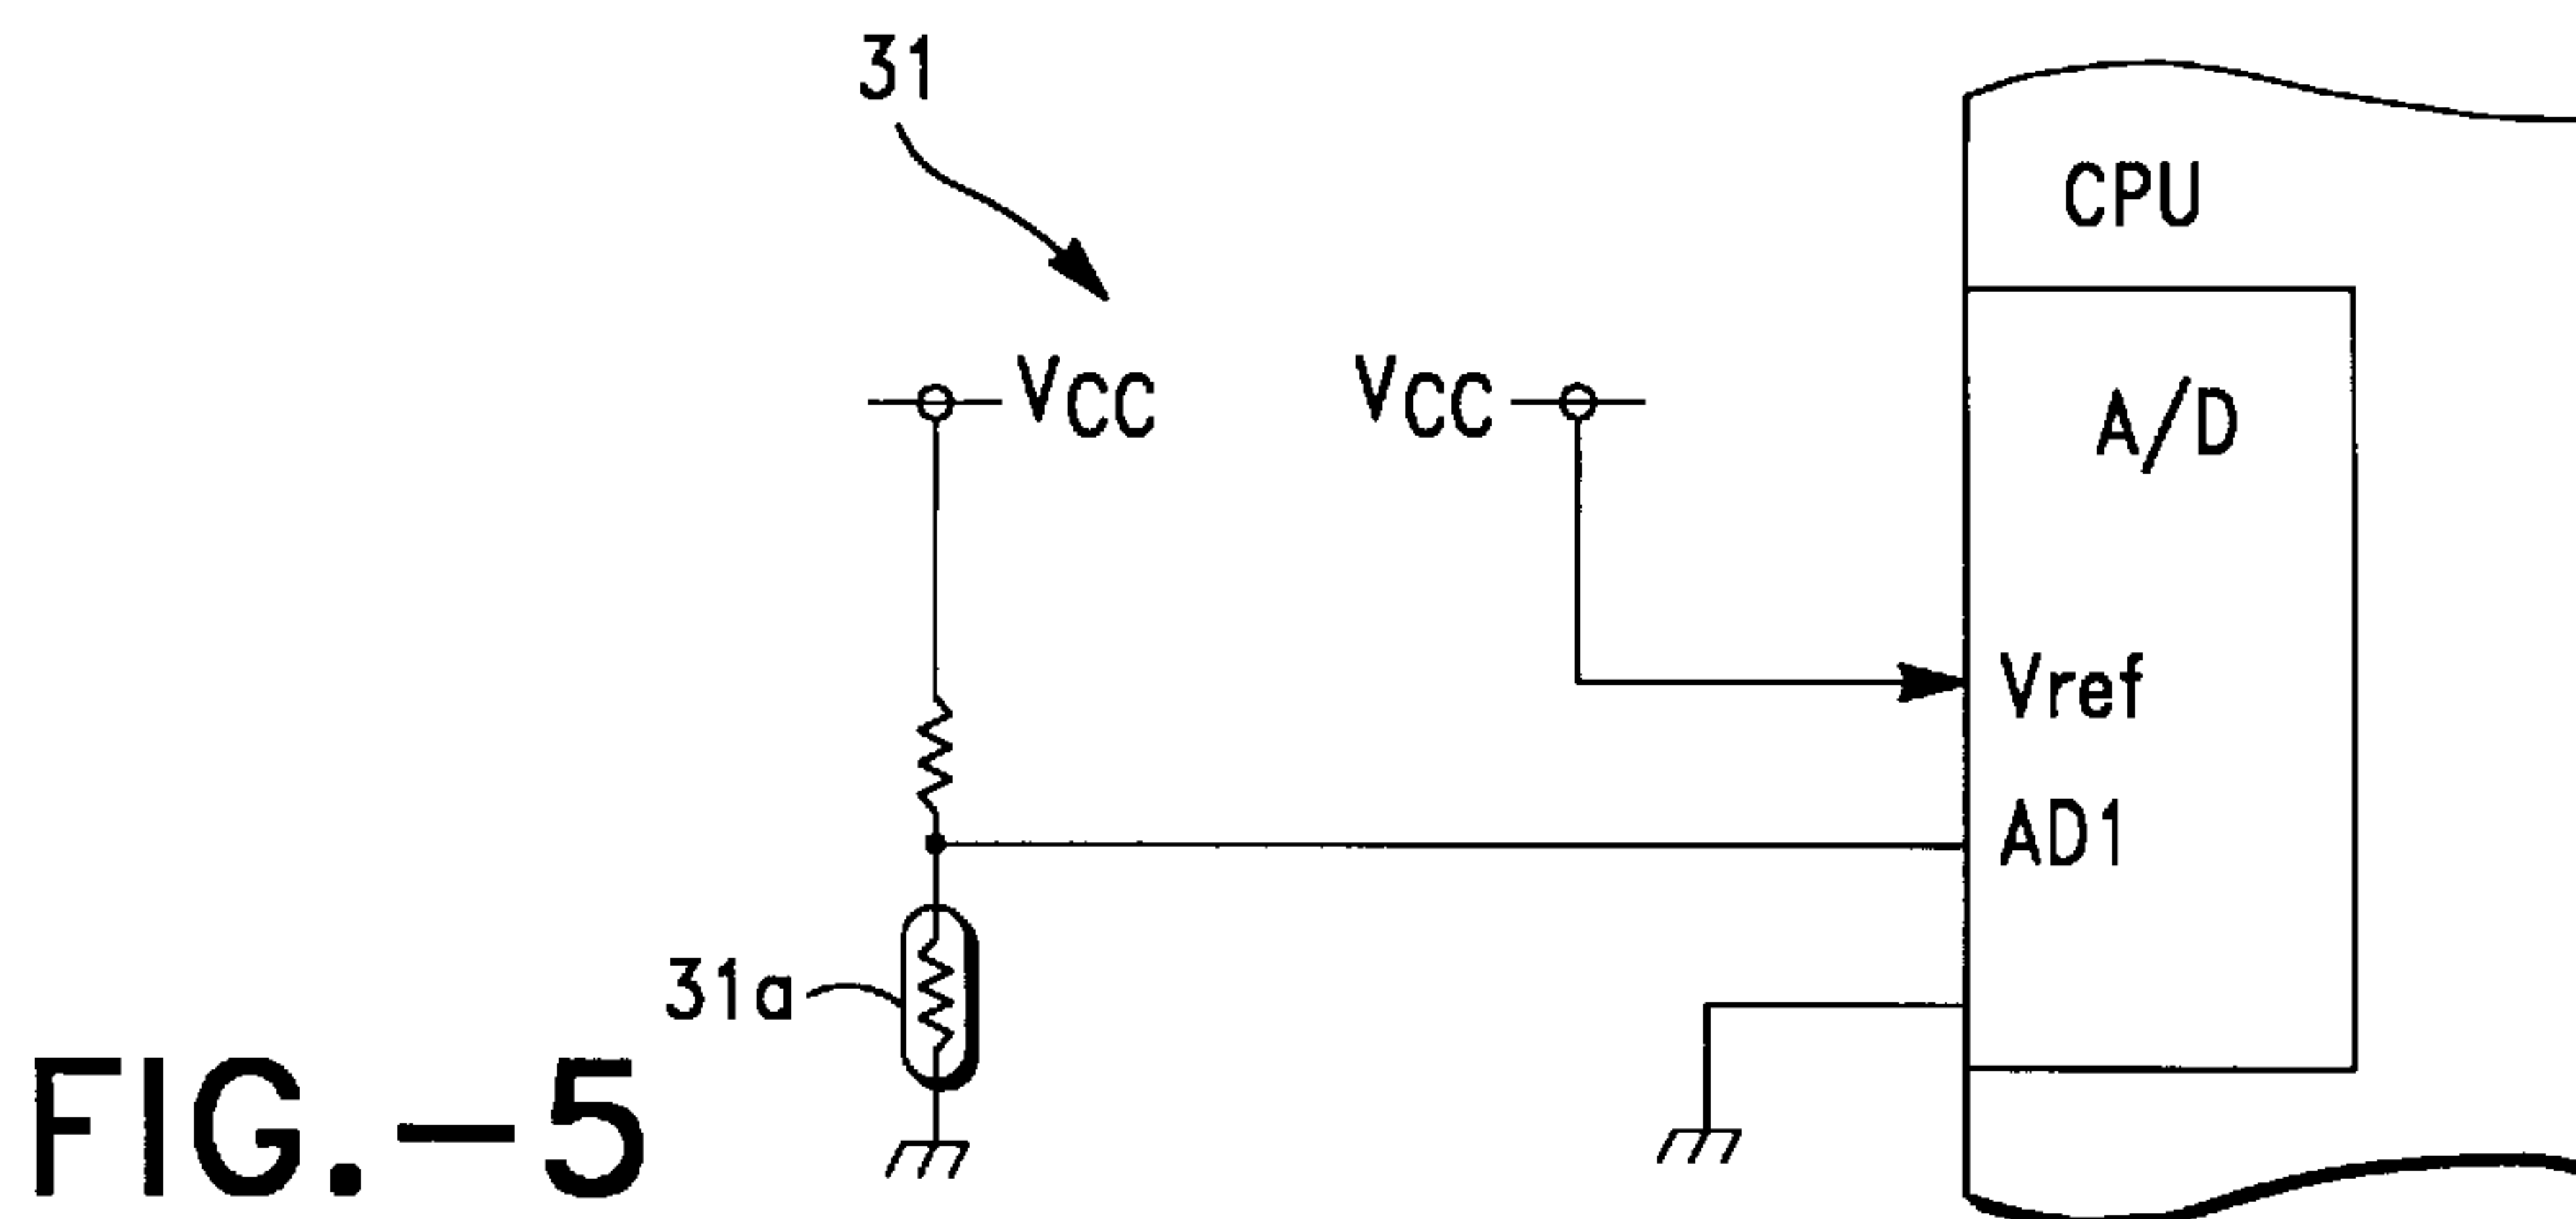 31
CPU
VCC
VCC
A/D
Vref
AD1
31a
FIG.-5